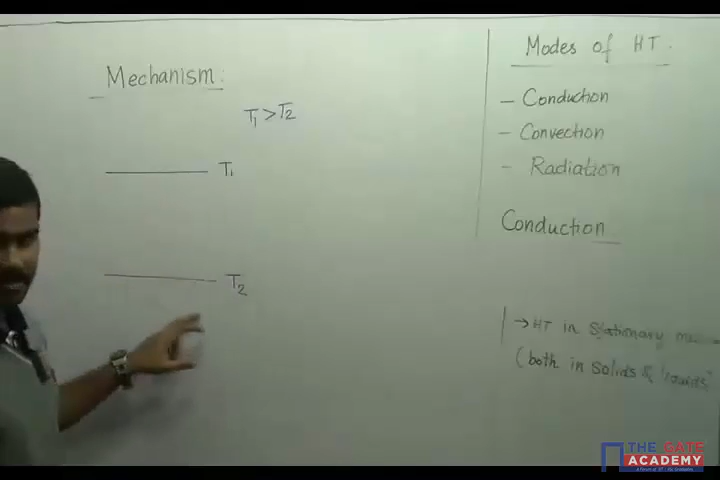 Mechanism:
T1 > T2
T1
T2
Modes of HT.
- Conduction
- Convection
- Radiation
Conduction
→ HT in stationary
(both in solids &
THE GATE
ACADEMY